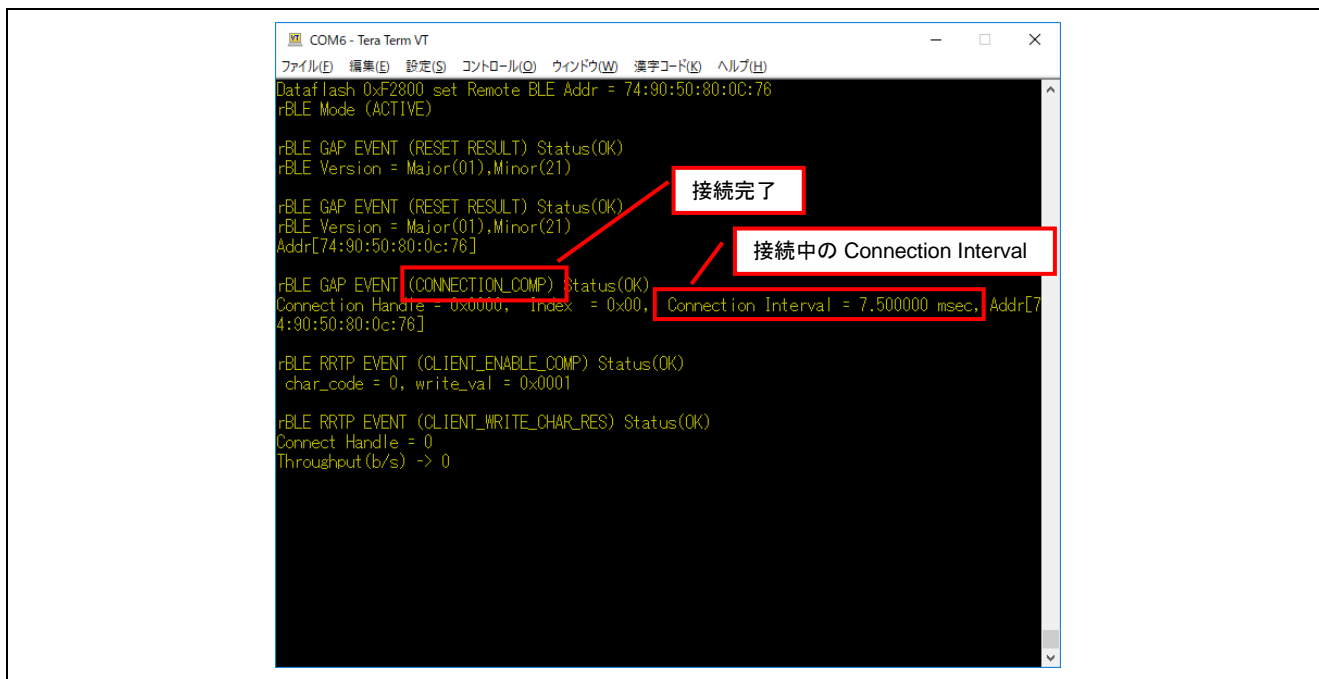 COM6 - Tera Term VT
ファイル(F) 編集(E) 設定(S) コントロール(O) ウィンドウ(W) 漢字コード(K) ヘルプ(H)
Dataflash 0xF2800 set Remote BLE Addr = 74:90:50:80:0C:76
rBLE Mode (ACTIVE)
rBLE GAP EVENT (RESET RESULT) Status(OK)
rBLE Version = Major(01),Minor(21)
接続完了
rBLE GAP EVENT (RESET RESULT) Status(OK)
rBLE Version = Major(01),Minor(21)
Addr[74:90:50:80:0c:76]
接続中の Connection Interval
rBLE GAP EVENT (CONNECTION_COMP) Status(OK)
Connection Handle = 0x0000, Index = 0x00, Connection Interval = 7.500000 msec, Addr[7
4:90:50:80:0c:76]
rBLE RRTP EVENT (CLIENT_ENABLE_COMP) Status(OK)
char_code = 0, write_val = 0x0001
rBLE RRTP EVENT (CLIENT_WRITE_CHAR_RES) Status(OK)
Connect Handle = 0
Throughput(b/s) -> 0